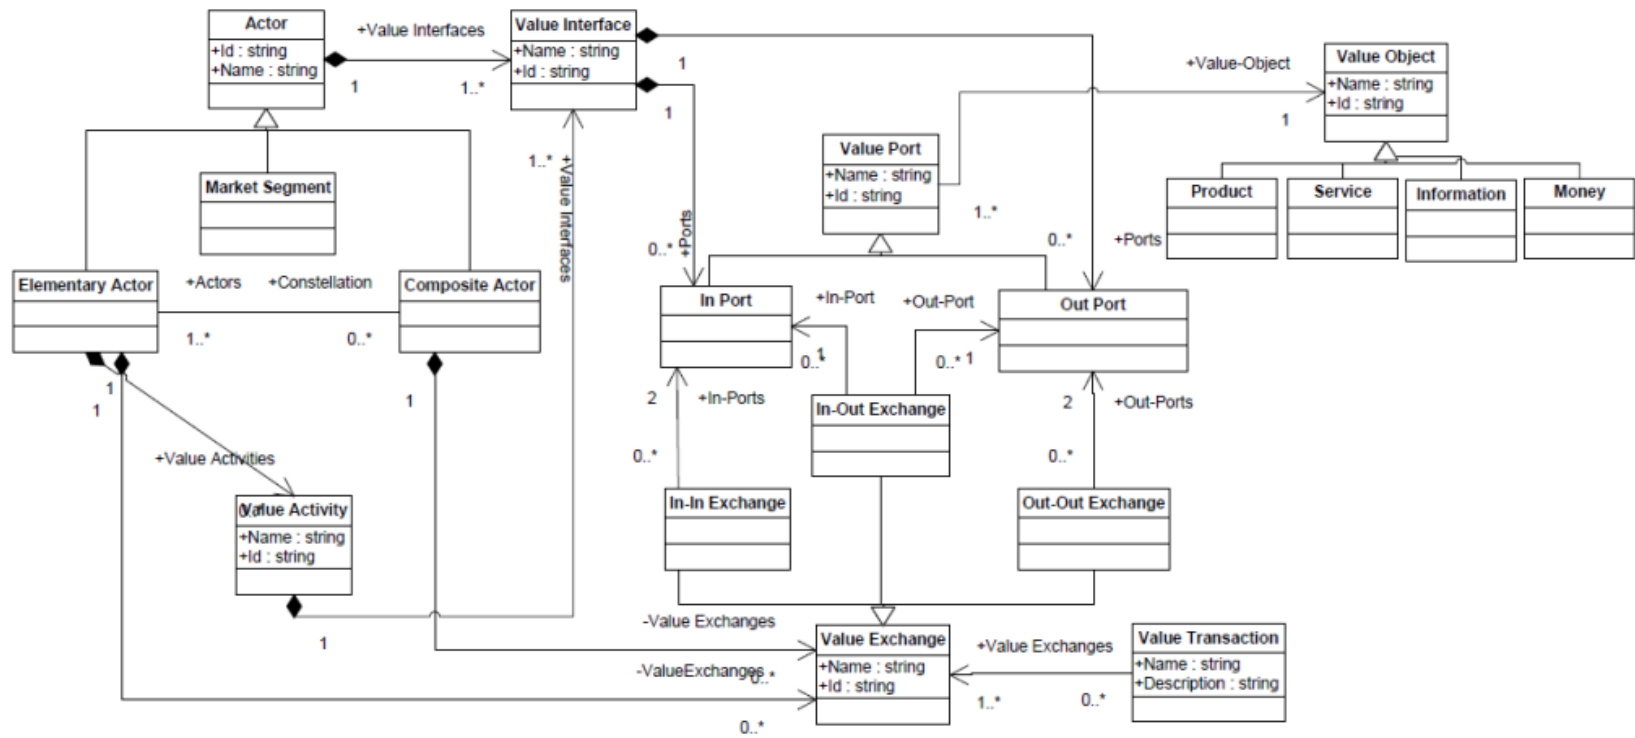 Actor
+Id : string
+Name : string
+Value Interfaces
1
1..*
Value Interface
+Name : string
+Id : string
1
1
+Value-Object
1
Value Object
+Name : string
+Id : string
Value Port
+Name : string
+Id : string
1..*
Product
Service
Information
Money
Market Segment
1..*
+Value Interfaces
+Ports
0..*
0..*
+Ports
Elementary Actor
+Actors
+Constellation
1..*
0..*
Composite Actor
In Port
+In-Port
+Out-Port
Out Port
0..*
1
0..*
1
1
1
1
2
+In-Ports
In-Out Exchange
2
+Out-Ports
0..*
0..*
+Value Activities
0..*
Value Activity
+Name : string
+Id : string
In-In Exchange
Out-Out Exchange
1
-Value Exchanges
-ValueExchanges
0..*
0..*
Value Exchange
+Name : string
+Id : string
+Value Exchanges
1..*
0..*
Value Transaction
+Name : string
+Description : string